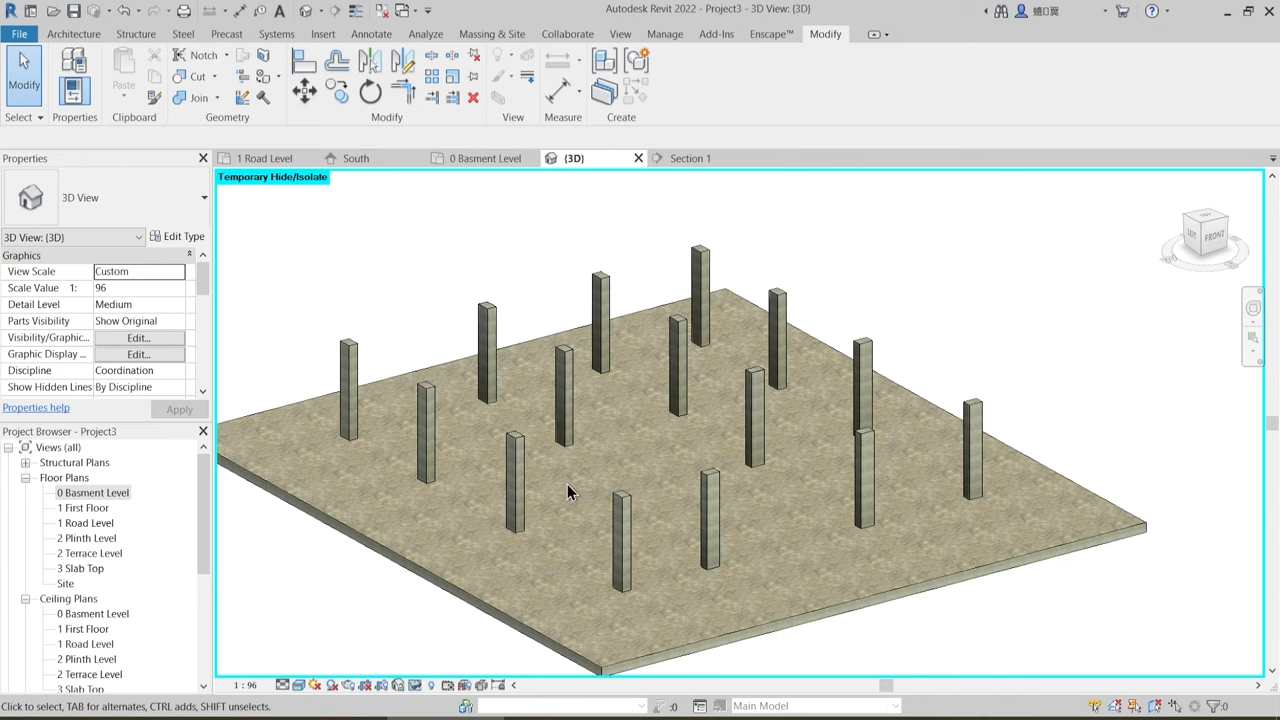 Autodesk Revit 2022 - Project3 - 3D View: {3D}
File Architecture Structure Steel Precast Systems Insert Annotate Analyze Massing & Site Collaborate View Manage Add-Ins Enscape™ Modify
Notch
Cut
Join
Modify
Paste
Select Properties Clipboard Geometry Modify View Measure Create
Properties
1 Road Level
South
0 Basment Level
{3D}
Section 1
Temporary Hide/Isolate
3D View
3D View: {3D}
Edit Type
Graphics
View Scale Custom
Scale Value 1: 96
Detail Level Medium
Parts Visibility Show Original
Visibility/Graphic... Edit...
Graphic Display ... Edit...
Discipline Coordination
Show Hidden Lines By Discipline
Properties help
Apply
FRONT
Project Browser - Project3
Views (all)
Structural Plans
Floor Plans
0 Basment Level
1 First Floor
1 Road Level
2 Plinth Level
2 Terrace Level
3 Slab Top
Site
Ceiling Plans
0 Basment Level
1 First Floor
1 Road Level
2 Plinth Level
2 Terrace Level
3 Slab Top
1 : 96
Click to select, TAB for alternates, CTRL adds, SHIFT unselects.
:0
Main Model
:0